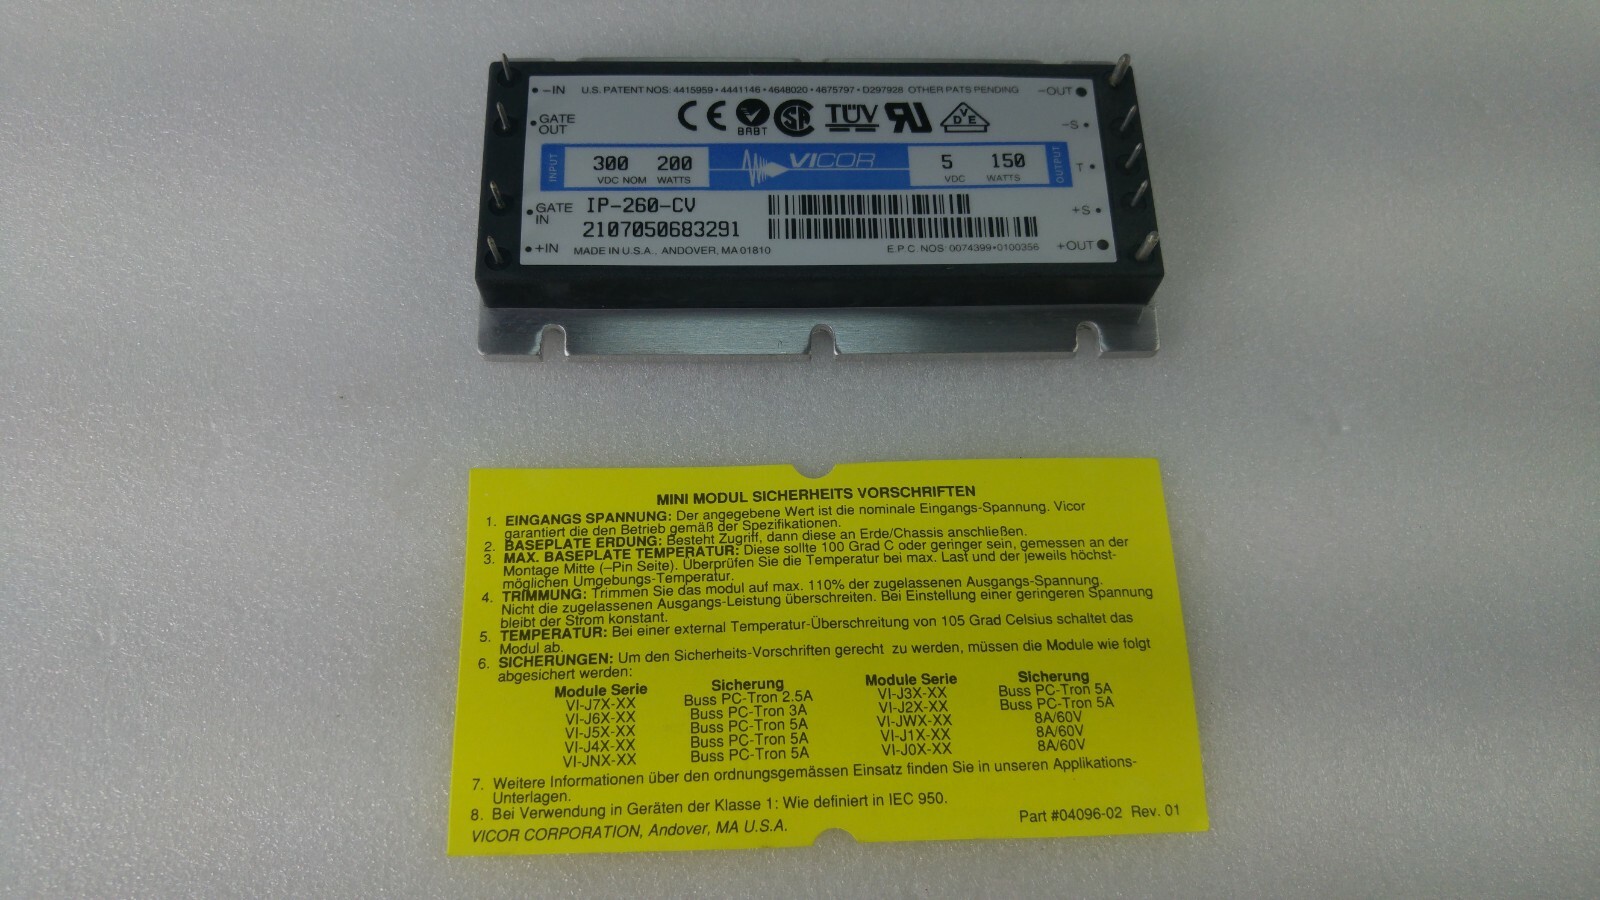 -IN U.S. PATENT NOS: 4415959 • 4441146 • 4648020 • 4675797 • D297928 OTHER PATS PENDING -OUT
GATE OUT CE BRBT SA TÜV RU VDE -S
INPUT 300 200 VICOR 5 150 OUTPUT T
VDC NOM WATTS VDC WATTS
GATE IN IP-260-CV +S
2107050683291
+IN MADE IN U.S.A., ANDOVER, MA 01810 E.P.C. NOS: 0074399•0100356 +OUT
MINI MODUL SICHERHEITS VORSCHRIFTEN
1. EINGANGS SPANNUNG: Der angegebene Wert ist die nominale Eingangs-Spannung. Vicor
garantiert die den Betrieb gemäß der Spezifikationen.
2. BASEPLATE ERDUNG: Besteht Zugriff, dann diese an Erde/Chassis anschließen.
3. MAX. BASEPLATE TEMPERATUR: Diese sollte 100 Grad C oder geringer sein, gemessen an der
Montage Mitte (–Pin Seite). Überprüfen Sie die Temperatur bei max. Last und der jeweils höchst-
möglichen Umgebungs-Temperatur.
4. TRIMMUNG: Trimmen Sie das modul auf max. 110% der zugelassenen Ausgangs-Spannung.
Nicht die zugelassenen Ausgangs-Leistung überschreiten. Bei Einstellung einer geringeren Spannung
bleibt der Strom konstant.
5. TEMPERATUR: Bei einer external Temperatur-Überschreitung von 105 Grad Celsius schaltet das
Modul ab.
6. SICHERUNGEN: Um den Sicherheits-Vorschriften gerecht zu werden, müssen die Module wie folgt
abgesichert werden:
Module Serie Sicherung Module Serie Sicherung
VI-J7X-XX Buss PC-Tron 2.5A VI-J3X-XX Buss PC-Tron 5A
VI-J6X-XX Buss PC-Tron 3A VI-J2X-XX Buss PC-Tron 5A
VI-J5X-XX Buss PC-Tron 5A VI-JWX-XX 8A/60V
VI-J4X-XX Buss PC-Tron 5A VI-J1X-XX 8A/60V
VI-JNX-XX Buss PC-Tron 5A VI-J0X-XX 8A/60V
7. Weitere Informationen über den ordnungsgemässen Einsatz finden Sie in unseren Applikations-
Unterlagen.
8. Bei Verwendung in Geräten der Klasse 1: Wie definiert in IEC 950.
VICOR CORPORATION, Andover, MA U.S.A. Part #04096-02 Rev. 01